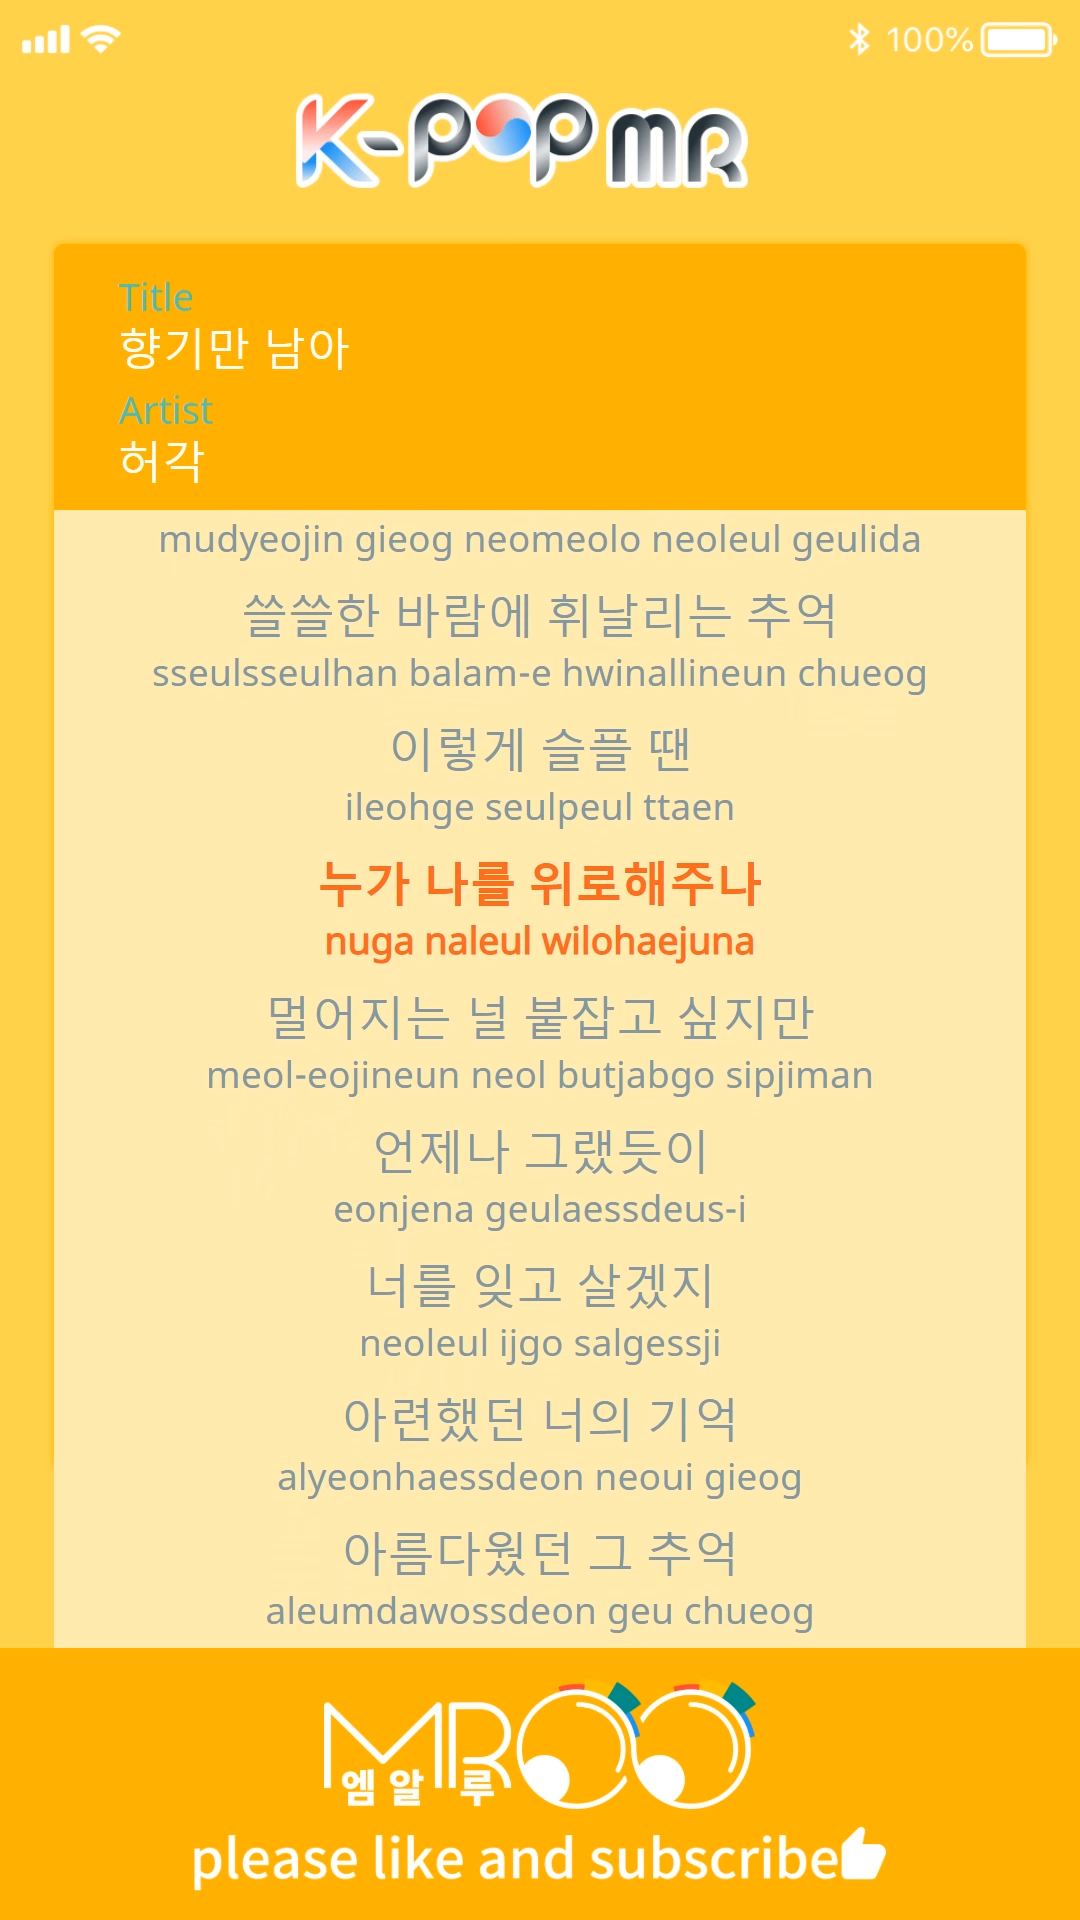 100%
K-POP MR
Title
향기만 남아
Artist
허각
mudyeojin gieog neomeolo neoleul geulida
쓸쓸한 바람에 휘날리는 추억
sseulsseulhan balam-e hwinallineun chueog
이렇게 슬플 땐
ileohge seulpeul ttaen
누가 나를 위로해주나
nuga naleul wilohaejuna
멀어지는 널 붙잡고 싶지만
meol-eojineun neol butjabgo sipjiman
언제나 그랬듯이
eonjena geulaessdeus-i
너를 잊고 살겠지
neoleul ijgo salgessji
아련했던 너의 기억
alyeonhaessdeon neoui gieog
아름다웠던 그 추억
aleumdawossdeon geu chueog
MROO
엠알루
please like and subscribe